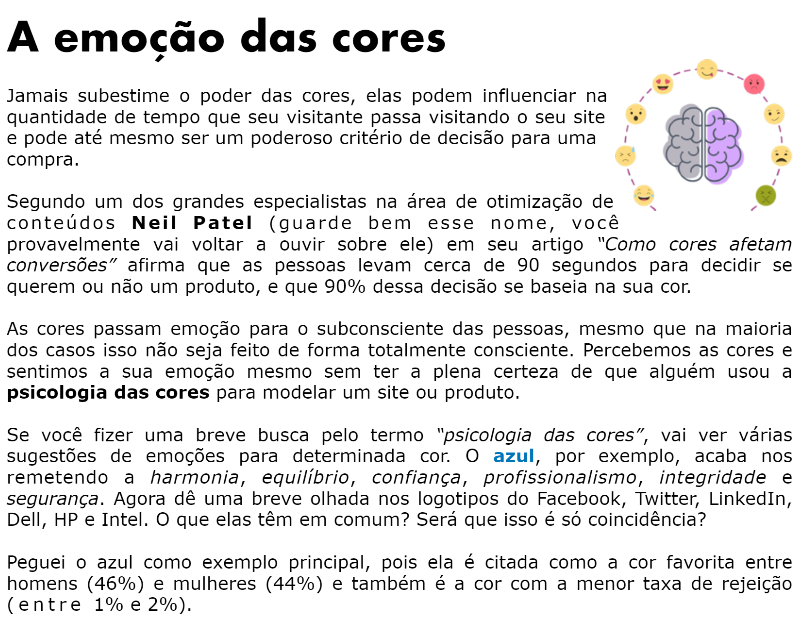 A emoção das cores
Jamais subestime o poder das cores, elas podem influenciar na
quantidade de tempo que seu visitante passa visitando o seu site
e pode até mesmo ser um poderoso critério de decisão para uma
compra.
Segundo um dos grandes especialistas na área de otimização de
conteúdos Neil Patel (guarde bem esse nome, você
provavelmente vai voltar a ouvir sobre ele) em seu artigo “Como cores afetam
conversões” afirma que as pessoas levam cerca de 90 segundos para decidir se
querem ou não um produto, e que 90% dessa decisão se baseia na sua cor.
As cores passam emoção para o subconsciente das pessoas, mesmo que na maioria
dos casos isso não seja feito de forma totalmente consciente. Percebemos as cores e
sentimos a sua emoção mesmo sem ter a plena certeza de que alguém usou a
psicologia das cores para modelar um site ou produto.
Se você fizer uma breve busca pelo termo “psicologia das cores”, vai ver várias
sugestões de emoções para determinada cor. O azul, por exemplo, acaba nos
remetendo a harmonia, equilíbrio, confiança, profissionalismo, integridade e
segurança. Agora dê uma breve olhada nos logotipos do Facebook, Twitter, LinkedIn,
Dell, HP e Intel. O que elas têm em comum? Será que isso é só coincidência?
Peguei o azul como exemplo principal, pois ela é citada como a cor favorita entre
homens (46%) e mulheres (44%) e também é a cor com a menor taxa de rejeição
(entre 1% e 2%).